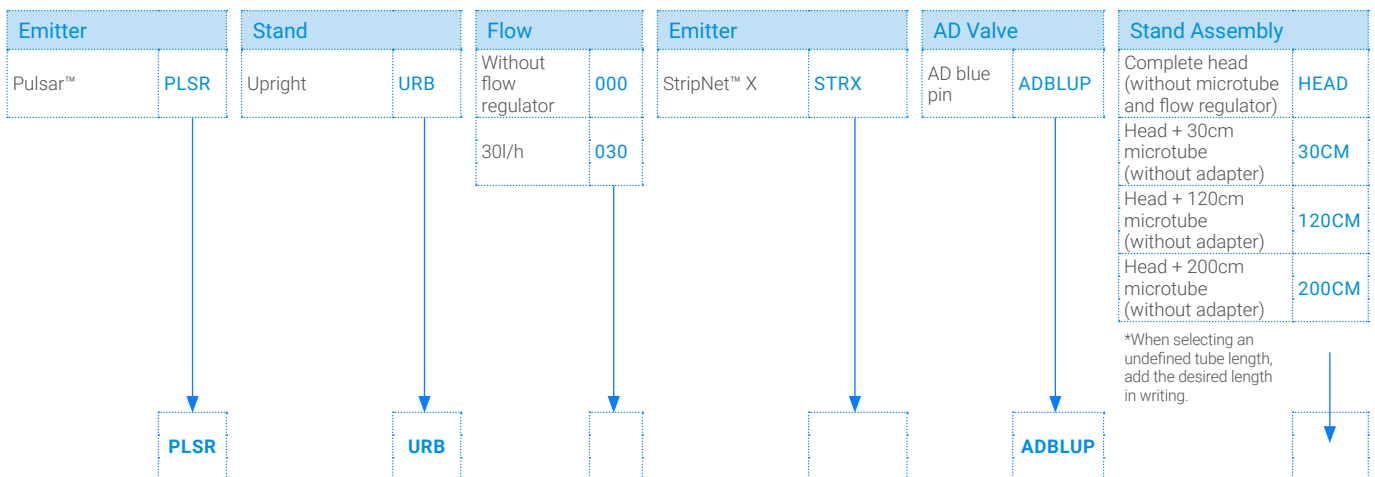 Emitter
Pulsar™ PLSR
Stand
Upright URB
Flow
Without
flow
regulator
000
30l/h 030
Emitter
StripNet™ X STRX
AD Valve
AD blue
pin
ADBLUP
Stand Assembly
Complete head
(without microtube
and flow regulator)
HEAD
Head + 30cm
microtube
(without adapter)
30CM
Head + 120cm
microtube
(without adapter)
120CM
Head + 200cm
microtube
(without adapter)
200CM
*When selecting an
undefined tube length,
add the desired length
in writing.
PLSR
URB
ADBLUP